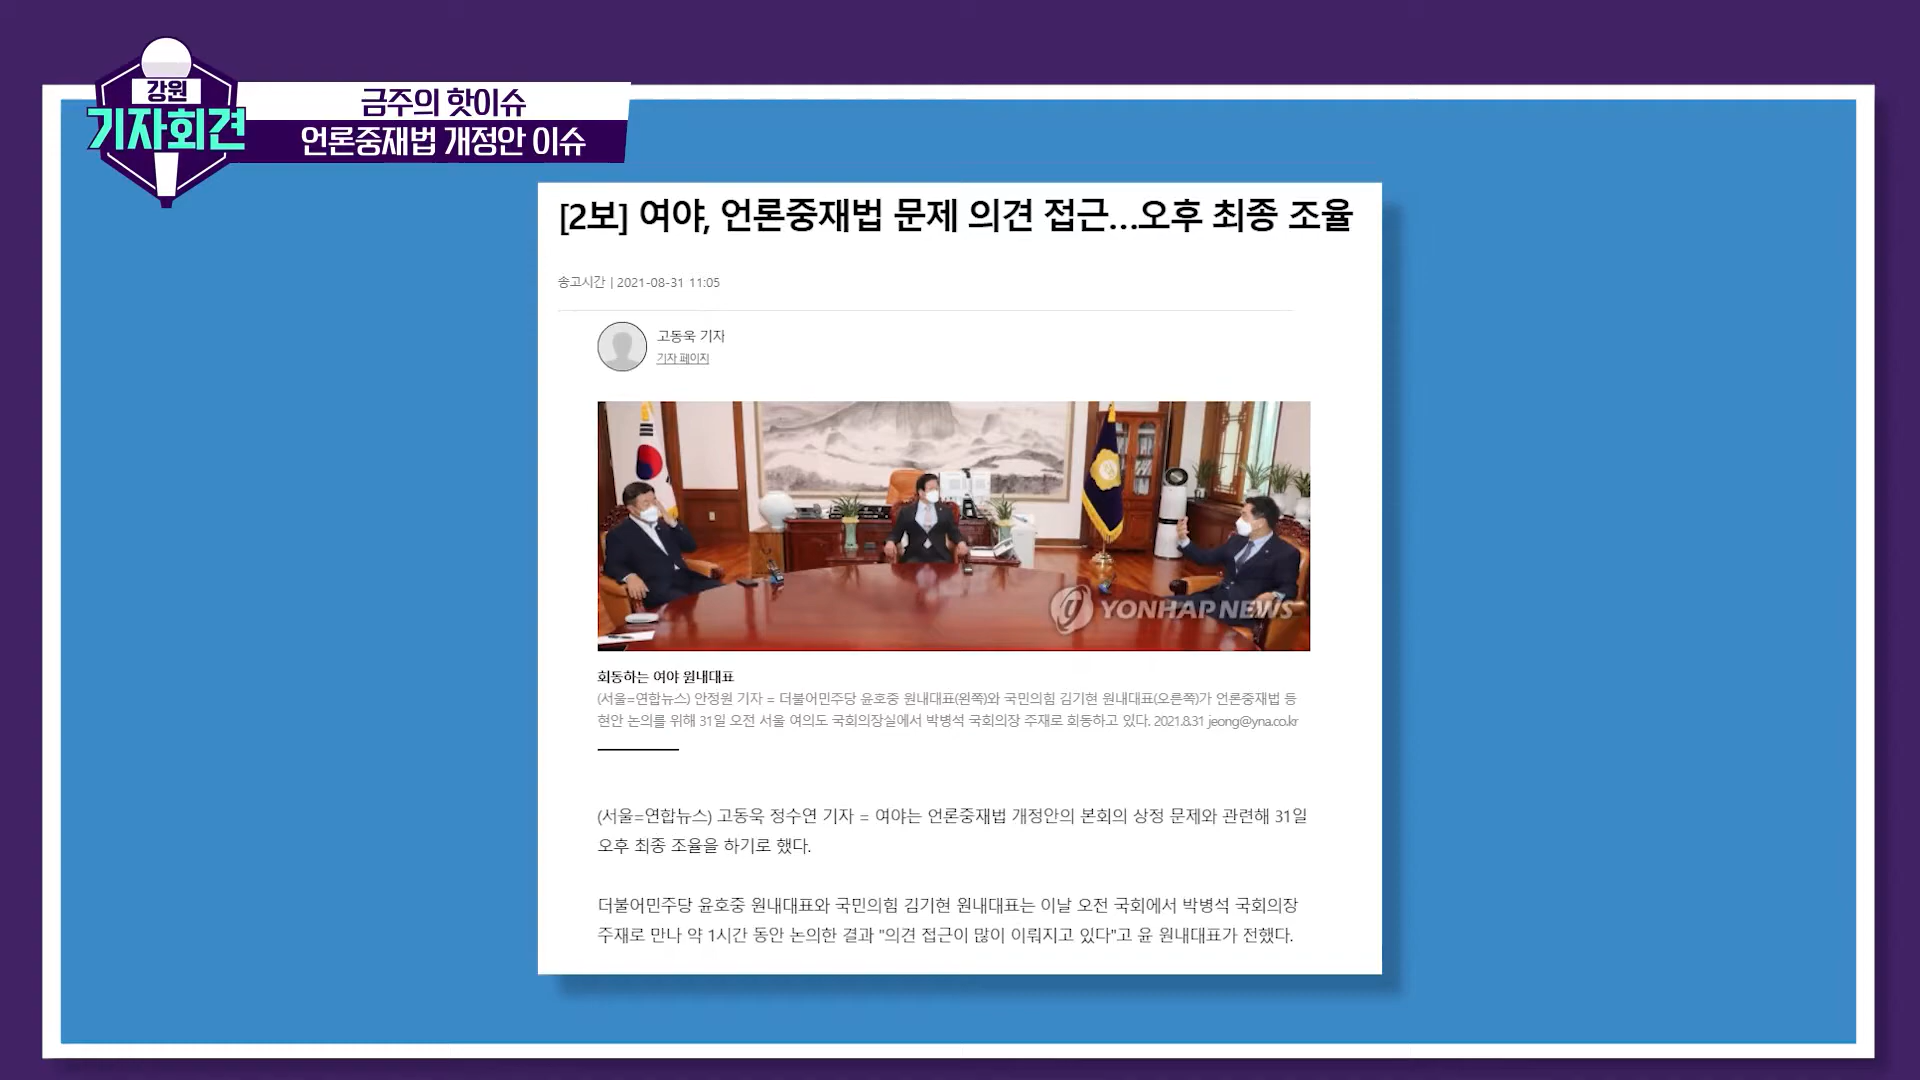 강원
기자회견
금주의 핫이슈
언론중재법 개정안 이슈
[2보] 여야, 언론중재법 문제 의견 접근…오후 최종 조율
송고시간 | 2021-08-31 11:05
고동욱 기자
기자 페이지
YONHAP NEWS
회동하는 여야 원내대표
(서울=연합뉴스) 안정원 기자 = 더불어민주당 윤호중 원내대표(왼쪽)와 국민의힘 김기현 원내대표(오른쪽)가 언론중재법 등
현안 논의를 위해 31일 오전 서울 여의도 국회의장실에서 박병석 국회의장 주재로 회동하고 있다. 2021.8.31 jeong@yna.co.kr
(서울=연합뉴스) 고동욱 정수연 기자 = 여야는 언론중재법 개정안의 본회의 상정 문제와 관련해 31일
오후 최종 조율을 하기로 했다.
더불어민주당 윤호중 원내대표와 국민의힘 김기현 원내대표는 이날 오전 국회에서 박병석 국회의장
주재로 만나 약 1시간 동안 논의한 결과 "의견 접근이 많이 이뤄지고 있다"고 윤 원내대표가 전했다.